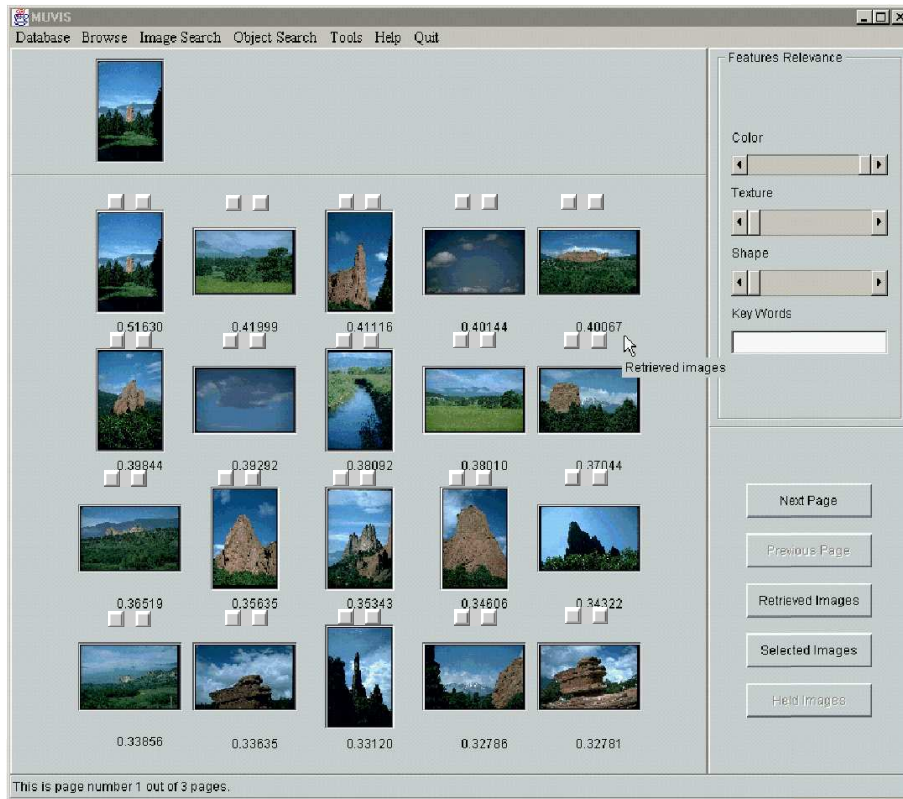 MUVIS
Database Browse Image Search Object Search Tools Help Quit
Features Relevance
Color
Texture
Shape
Key Words
0.51630 0.41999 0.41116 0.40144 0.40067
Retrieved images
0.39844 0.39292 0.38092 0.38010 0.37044
0.36519 0.35635 0.35343 0.34606 0.34322
0.33856 0.33635 0.33120 0.32786 0.32781
Next Page
Previous Page
Retrieved Images
Selected Images
Held Images
This is page number 1 out of 3 pages.